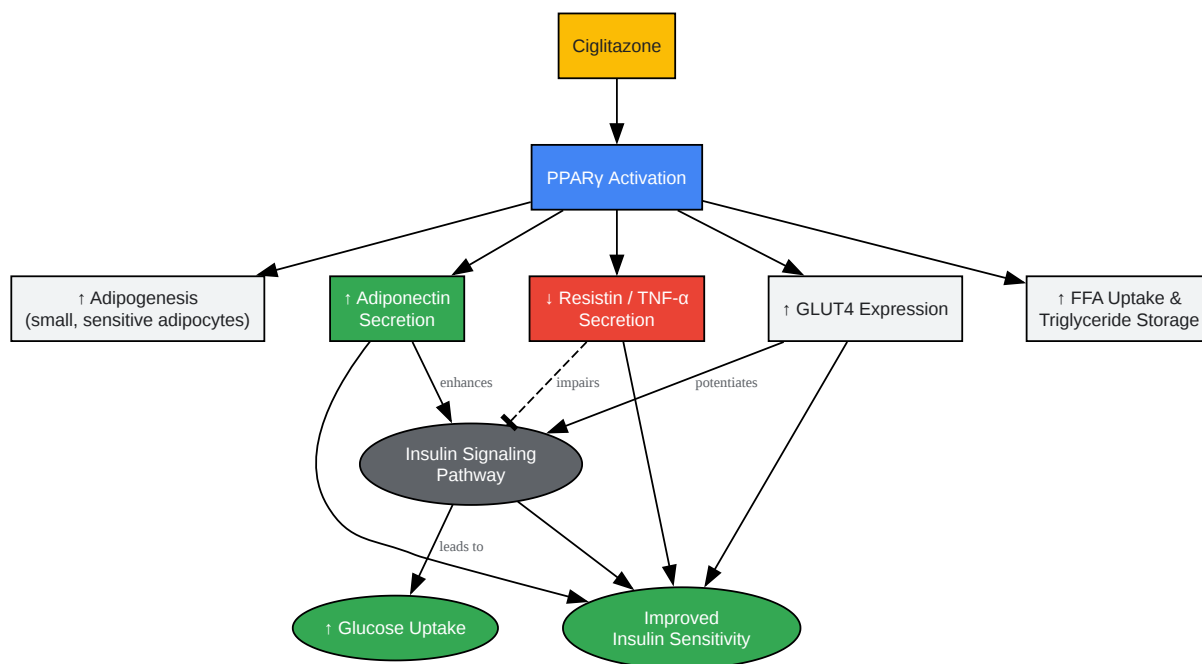 Ciglitazone
PPARγ Activation
↑ Adipogenesis
(small, sensitive adipocytes)
↑ Adiponectin
Secretion
↓ Resistin / TNF-α
Secretion
↑ GLUT4 Expression
↑ FFA Uptake &
Triglyceride Storage
enhances
impairs
potentiates
Insulin Signaling
Pathway
leads to
↑ Glucose Uptake
Improved
Insulin Sensitivity